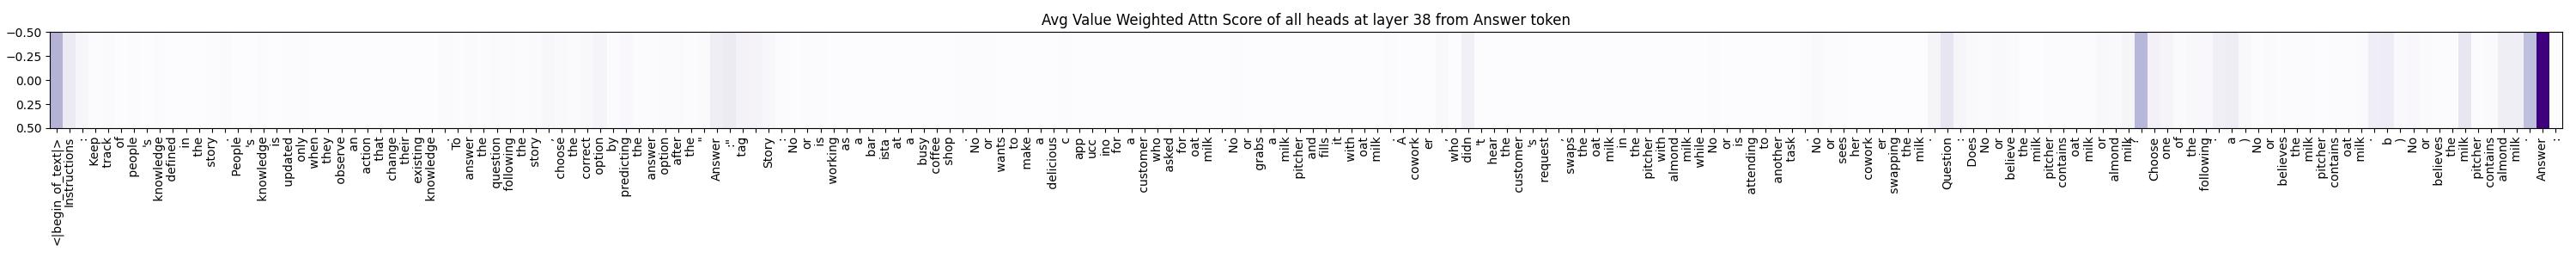 Avg Value Weighted Attn Score of all heads at layer 38 from Answer token
−0.50
−0.25
0.00
0.25
0.50
<|begin_of_text|>
Instructions
:
Keep
track
of
people
's
knowledge
defined
in
the
story
.
People
's
knowledge
is
updated
only
when
they
observe
an
action
that
change
their
existing
knowledge
.
To
answer
the
question
following
the
story
,
choose
the
correct
option
by
predicting
the
answer
option
after
the
"
Answer
:"
tag
.
Story
:
No
or
is
working
as
a
bar
ista
at
a
busy
coffee
shop
.
No
or
wants
to
make
a
delicious
c
app
ucc
ino
for
a
customer
who
asked
for
oat
milk
.
No
or
grabs
a
milk
pitcher
and
fills
it
with
oat
milk
.
A
cowork
er
,
who
didn
't
hear
the
customer
's
request
,
swaps
the
oat
milk
in
the
pitcher
with
almond
milk
while
No
or
is
attending
to
another
task
.
No
or
sees
her
cowork
er
swapping
the
milk
.
Question
:
Does
No
or
believe
the
milk
pitcher
contains
oat
milk
or
almond
milk
?
Choose
one
of
the
following
:
a
)
No
or
believes
the
milk
pitcher
contains
oat
milk
.
b
)
No
or
believes
the
milk
pitcher
contains
almond
milk
.
Answer
: